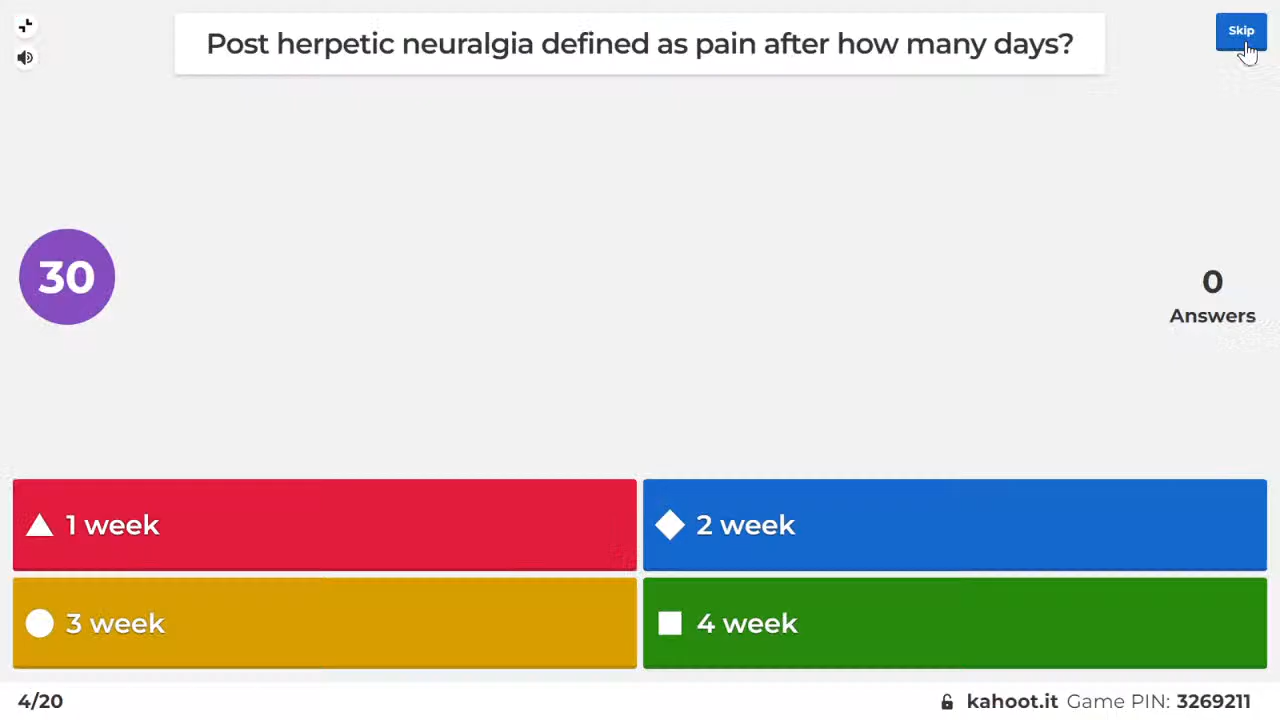 Post herpetic neuralgia defined as pain after how many days?
Skip
30
0
Answers
1 week
2 week
3 week
4 week
4/20
kahoot.it Game PIN: 3269211